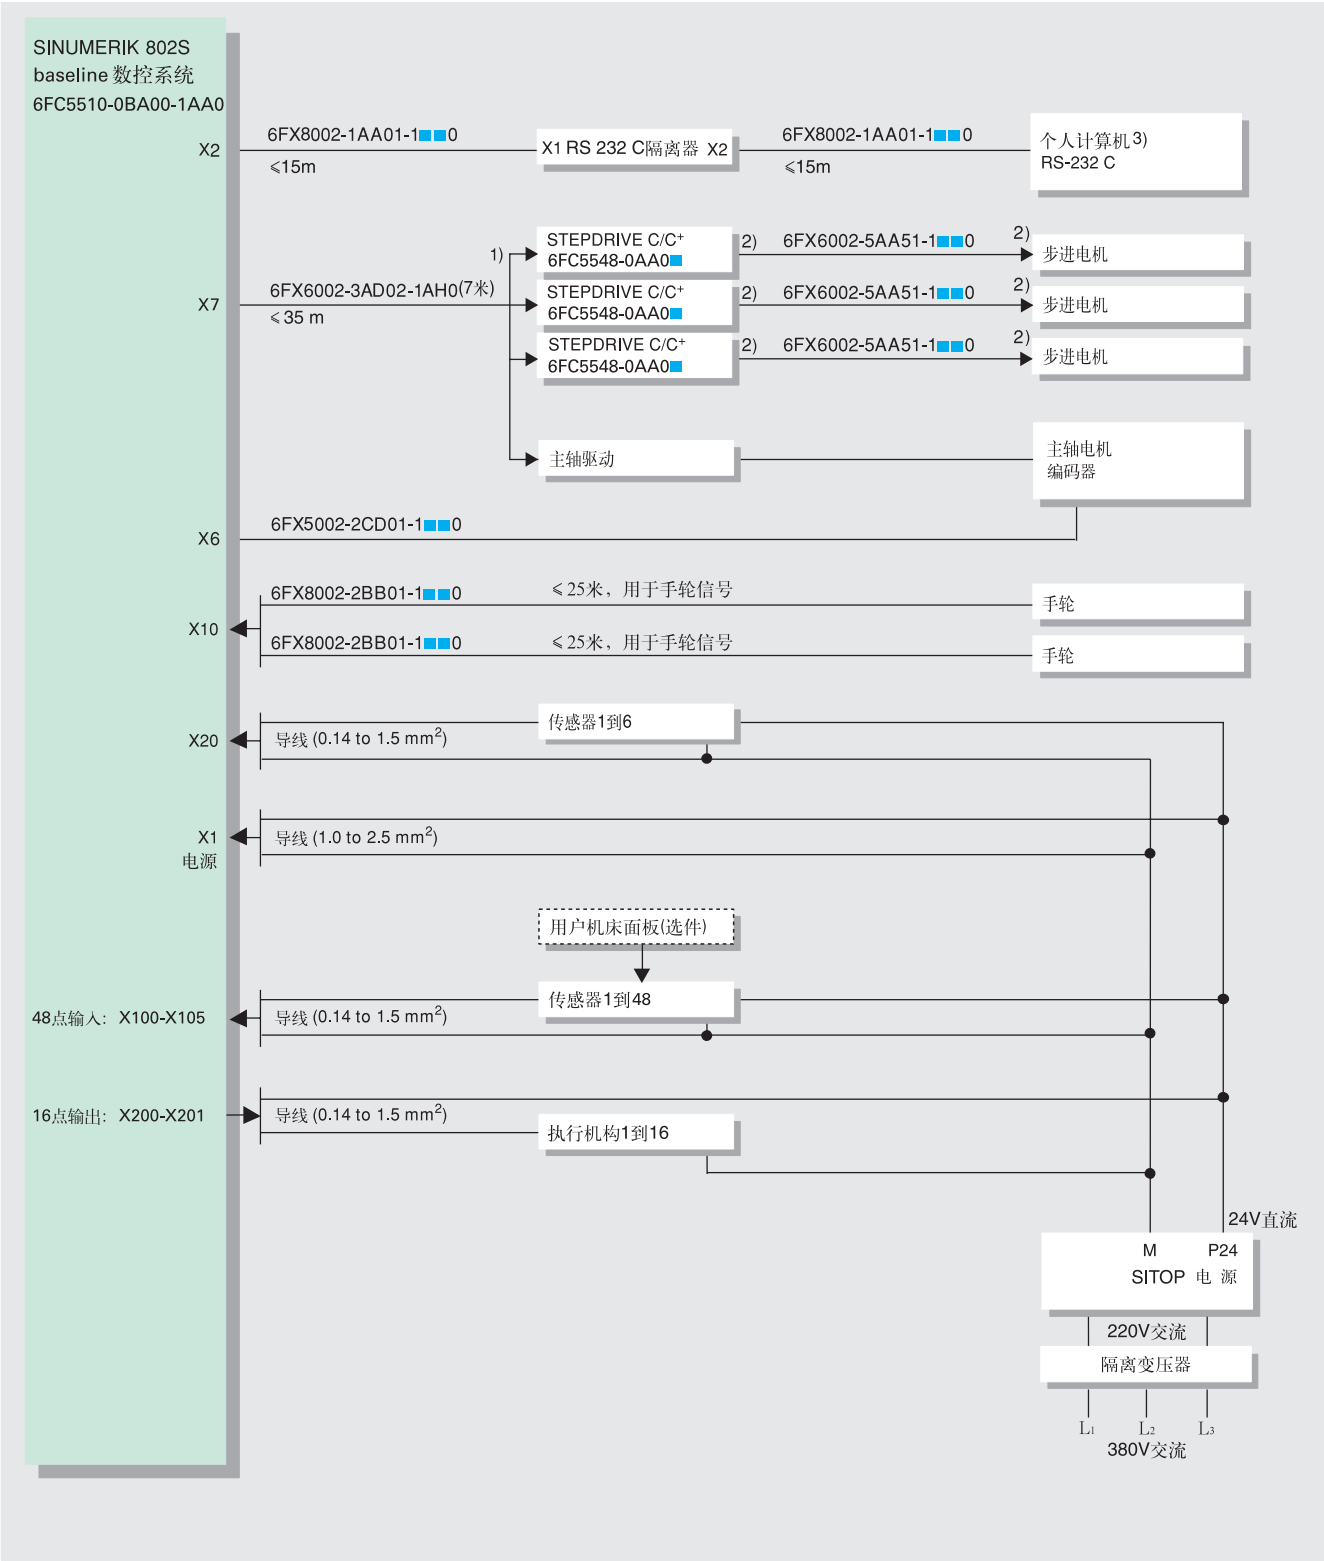 SINUMERIK 802S
baseline 数控系统
6FC5510-0BA00-1AA0
X2
6FX8002-1AA01-1■■0
≤15m
X1 RS 232 C隔离器 X2
6FX8002-1AA01-1■■0
≤15m
个人计算机3)
RS-232 C
X7
6FX6002-3AD02-1AH0(7米)
≤35 m
1)
STEPDRIVE C/C+
6FC5548-0AA0■
2)
6FX6002-5AA51-1■■0
2)
步进电机
STEPDRIVE C/C+
6FC5548-0AA0■
2)
6FX6002-5AA51-1■■0
2)
步进电机
STEPDRIVE C/C+
6FC5548-0AA0■
2)
6FX6002-5AA51-1■■0
2)
步进电机
主轴驱动
主轴电机
编码器
X6
6FX5002-2CD01-1■■0
X10
6FX8002-2BB01-1■■0
≤25米，用于手轮信号
手轮
6FX8002-2BB01-1■■0
≤25米，用于手轮信号
手轮
X20
导线 (0.14 to 1.5 mm²)
传感器1到6
X1
电源
导线 (1.0 to 2.5 mm²)
用户机床面板(选件)
48点输入: X100-X105
导线 (0.14 to 1.5 mm²)
传感器1到48
16点输出: X200-X201
导线 (0.14 to 1.5 mm²)
执行机构1到16
24V直流
M P24
SITOP 电 源
220V交流
隔离变压器
L1 L2 L3
380V交流